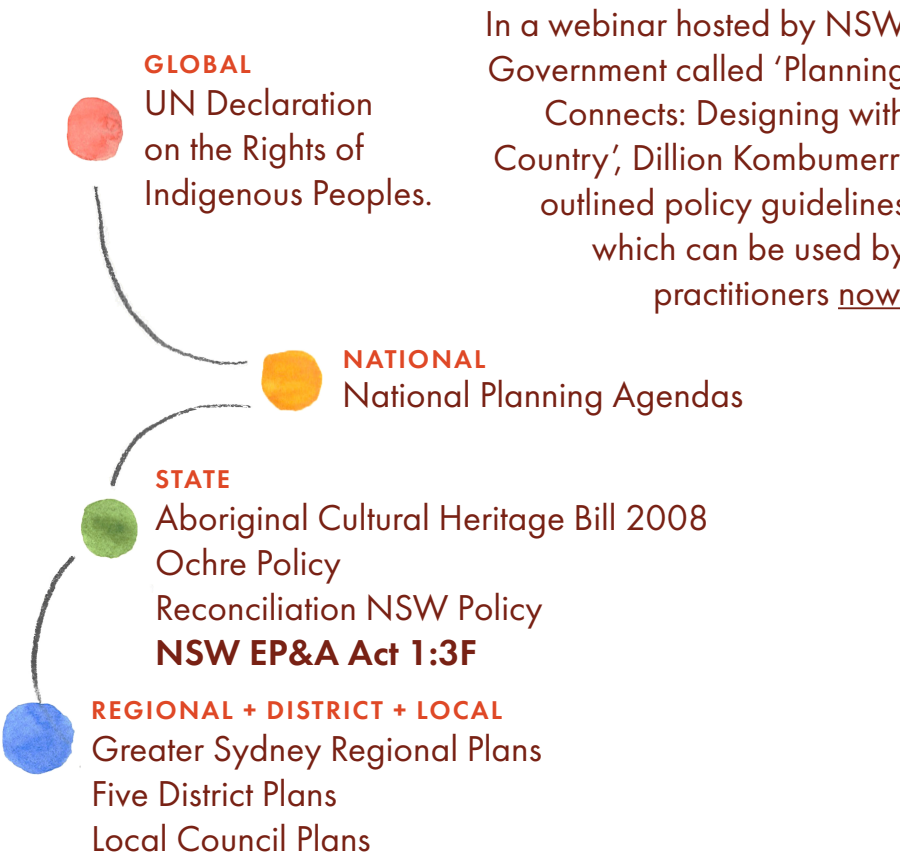 In a webinar hosted by NSW
Government called ‘Planning
Connects: Designing with
Country’, Dillion Kombumerr
outlined policy guidelines
which can be used by
practitioners now
GLOBAL
UN Declaration
on the Rights of
Indigenous Peoples.
NATIONAL
National Planning Agendas
STATE
Aboriginal Cultural Heritage Bill 2008
Ochre Policy
Reconciliation NSW Policy
NSW EP&A Act 1:3F
REGIONAL + DISTRICT + LOCAL
Greater Sydney Regional Plans
Five District Plans
Local Council Plans